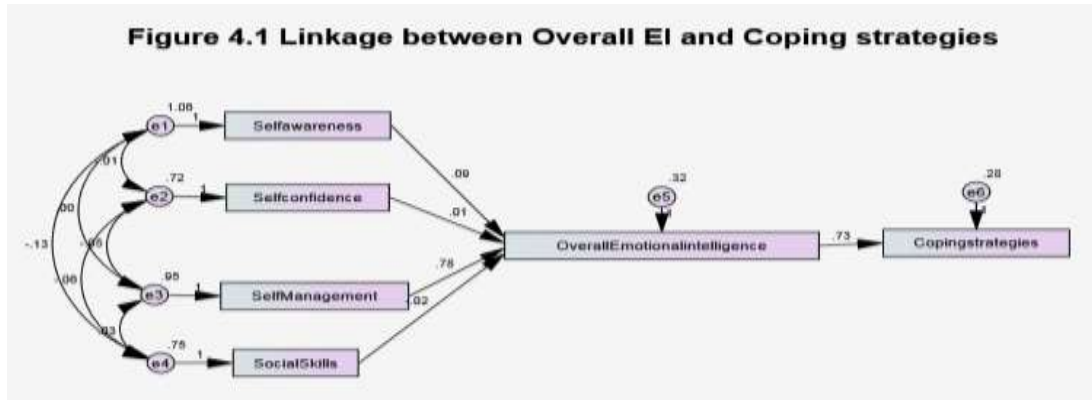 Figure 4.1 Linkage between Overall EI and Coping strategies
1.06
e1
1
Selfawareness
.01
.09
.72
e2
1
Selfconfidence
.01
.32
e5
1
OverallEmotionalintelligence
.73
.28
e6
1
Copingstrategies
.00
-.13
-.06
.95
e3
1
SelfManagement
.78
.02
.03
.75
e4
1
SocialSkills